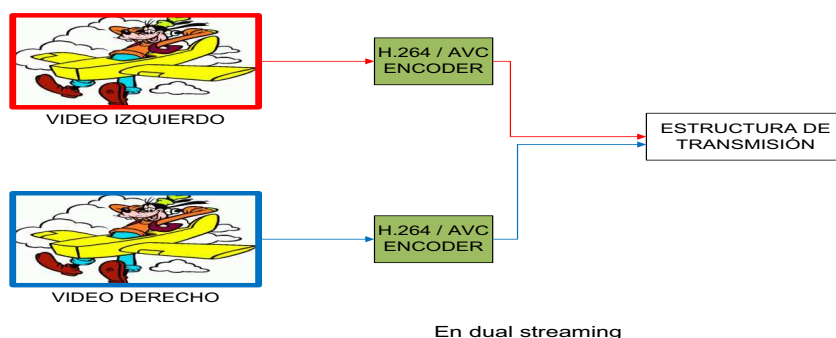 H.264 / AVC
ENCODER
VIDEO IZQUIERDO
ESTRUCTURA DE
TRANSMISIÓN
H.264 / AVC
ENCODER
VIDEO DERECHO
En dual streaming